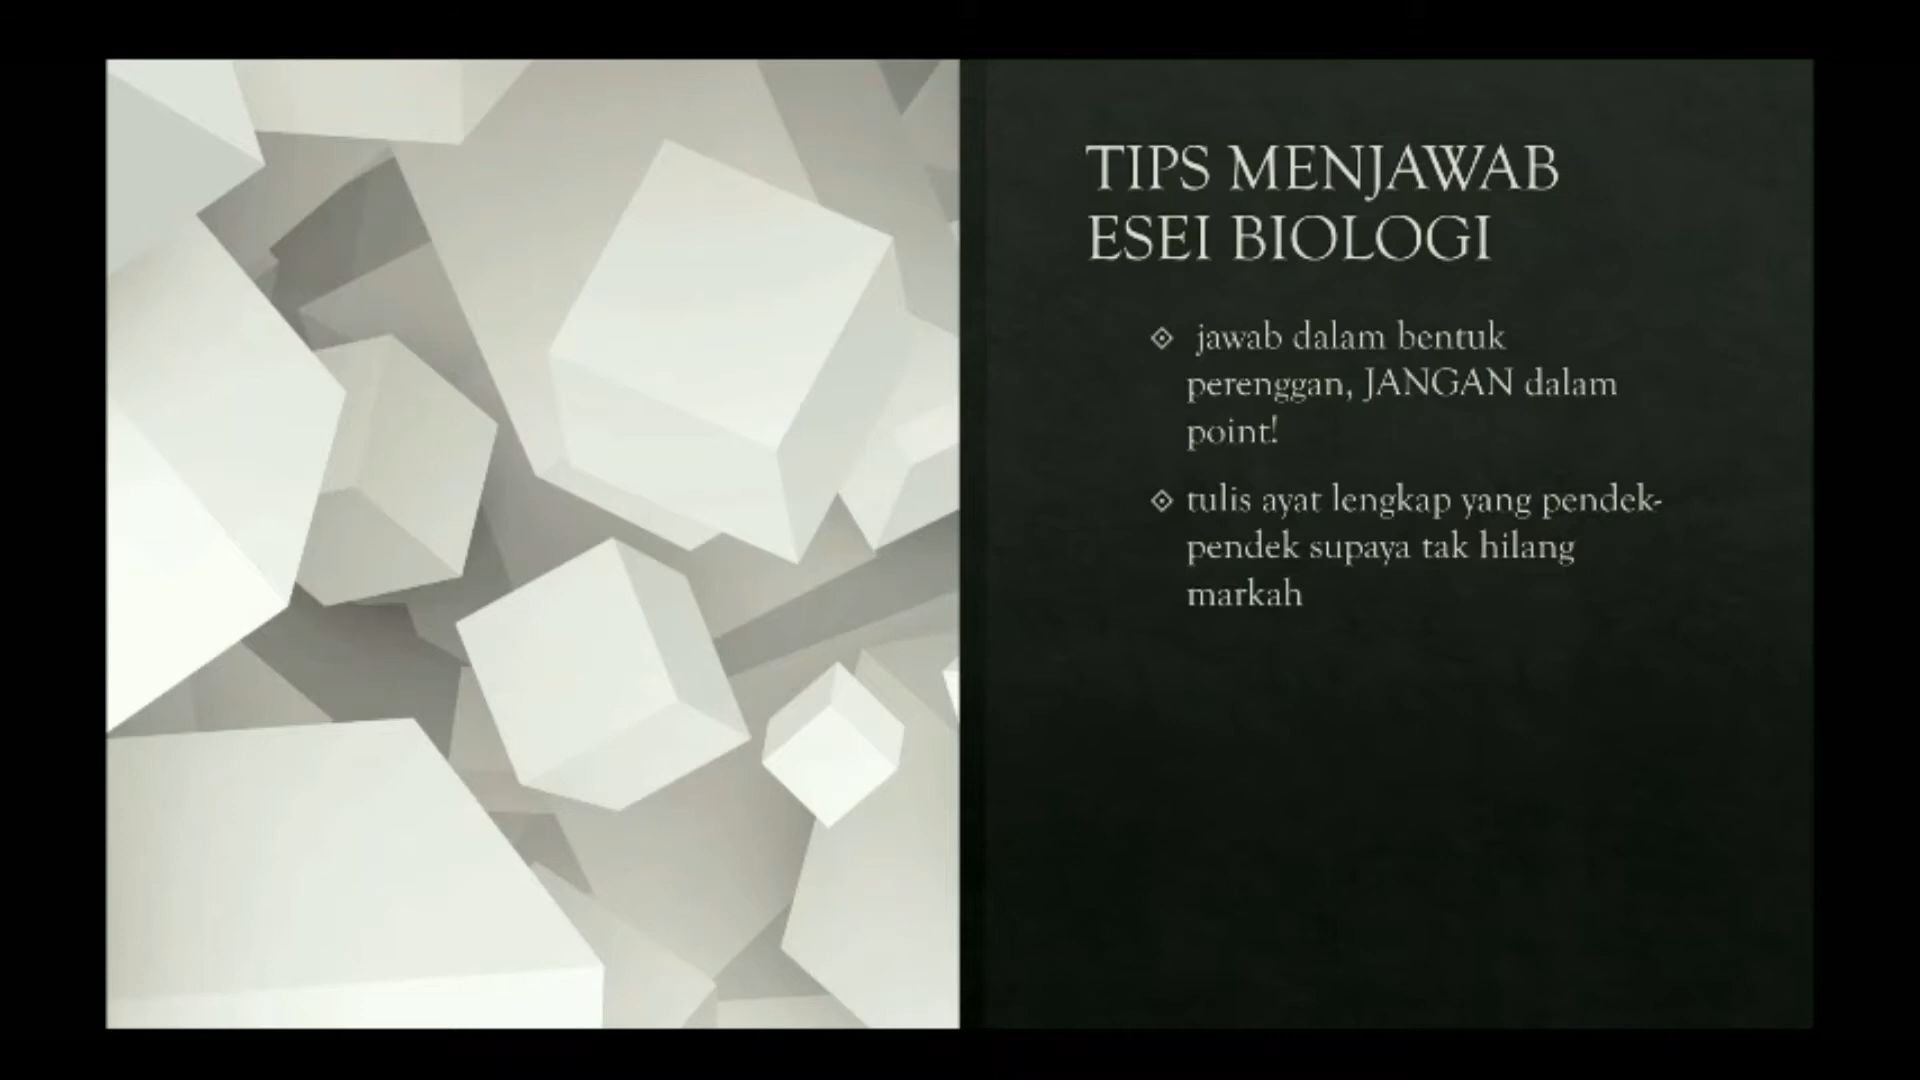 TIPS MENJAWAB
ESEI BIOLOGI
jawab dalam bentuk
perenggan, JANGAN dalam
point!
tulis ayat lengkap yang pendek-
pendek supaya tak hilang
markah